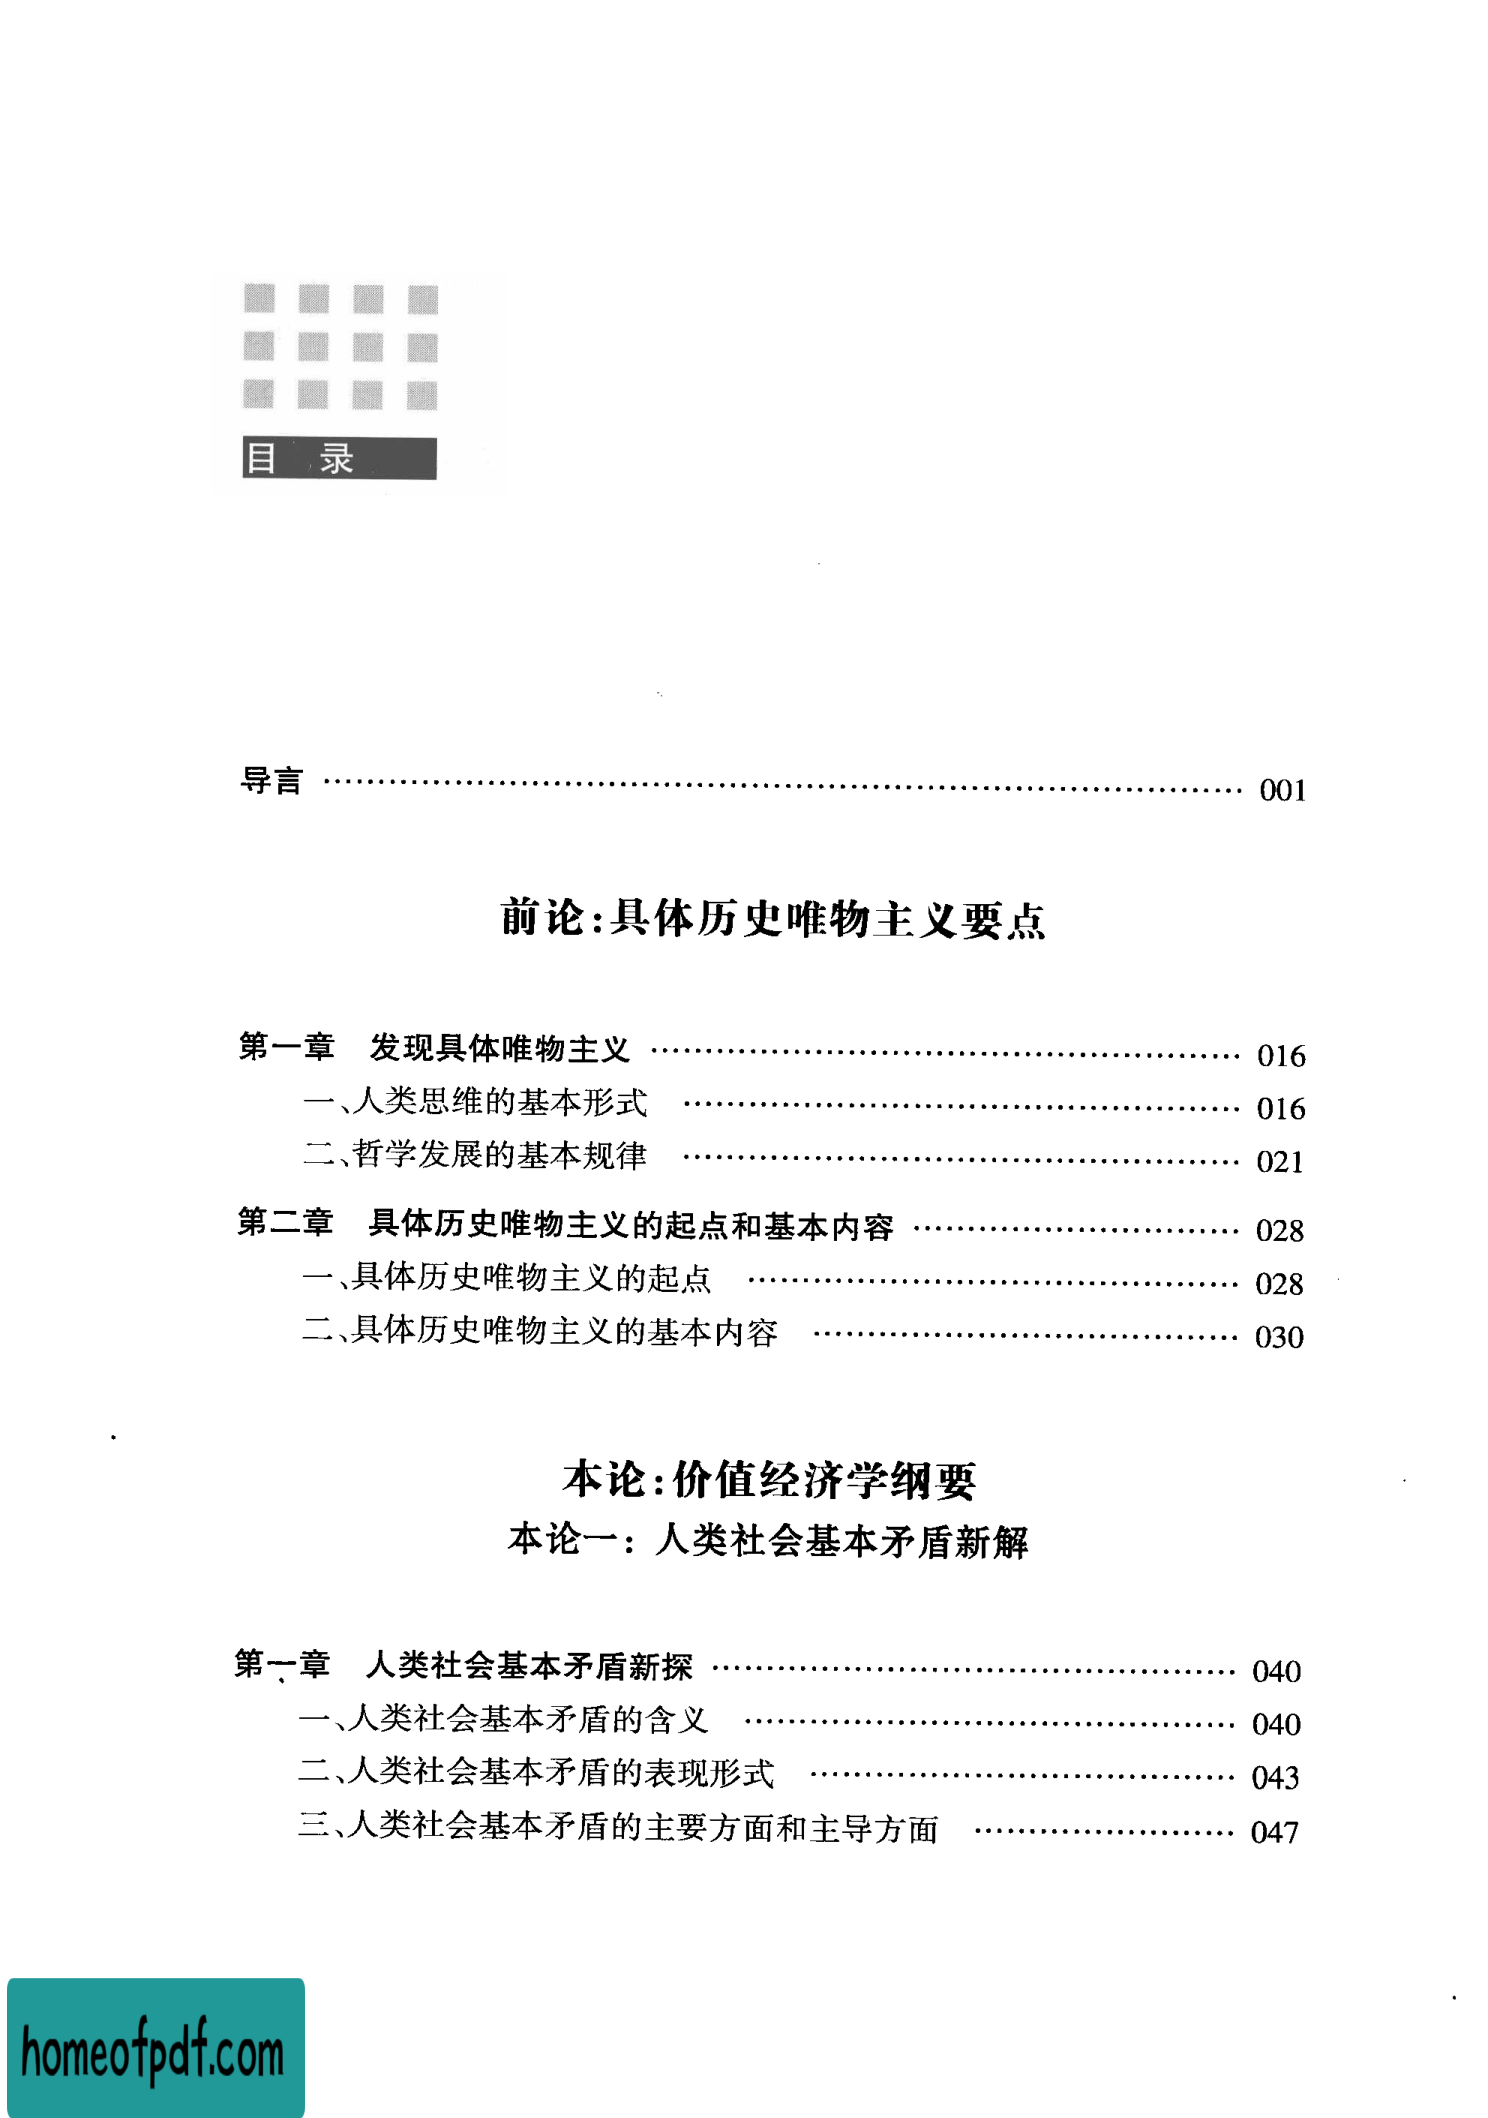 目 录
导言 …………………………………………………………………… 001
前论:具体历史唯物主义要点
第一章 发现具体唯物主义 ………………………………………… 016
一、人类思维的基本形式 ………………………………………… 016
二、哲学发展的基本规律 ………………………………………… 021
第二章 具体历史唯物主义的起点和基本内容 ……………………… 028
一、具体历史唯物主义的起点 …………………………………… 028
二、具体历史唯物主义的基本内容 ……………………………… 030
本论:价值经济学纲要
本论一: 人类社会基本矛盾新解
第一章 人类社会基本矛盾新探 …………………………………… 040
一、人类社会基本矛盾的含义 …………………………………… 040
二、人类社会基本矛盾的表现形式 ……………………………… 043
三、人类社会基本矛盾的主要方面和主导方面 ………………… 047
homeofpdf.com